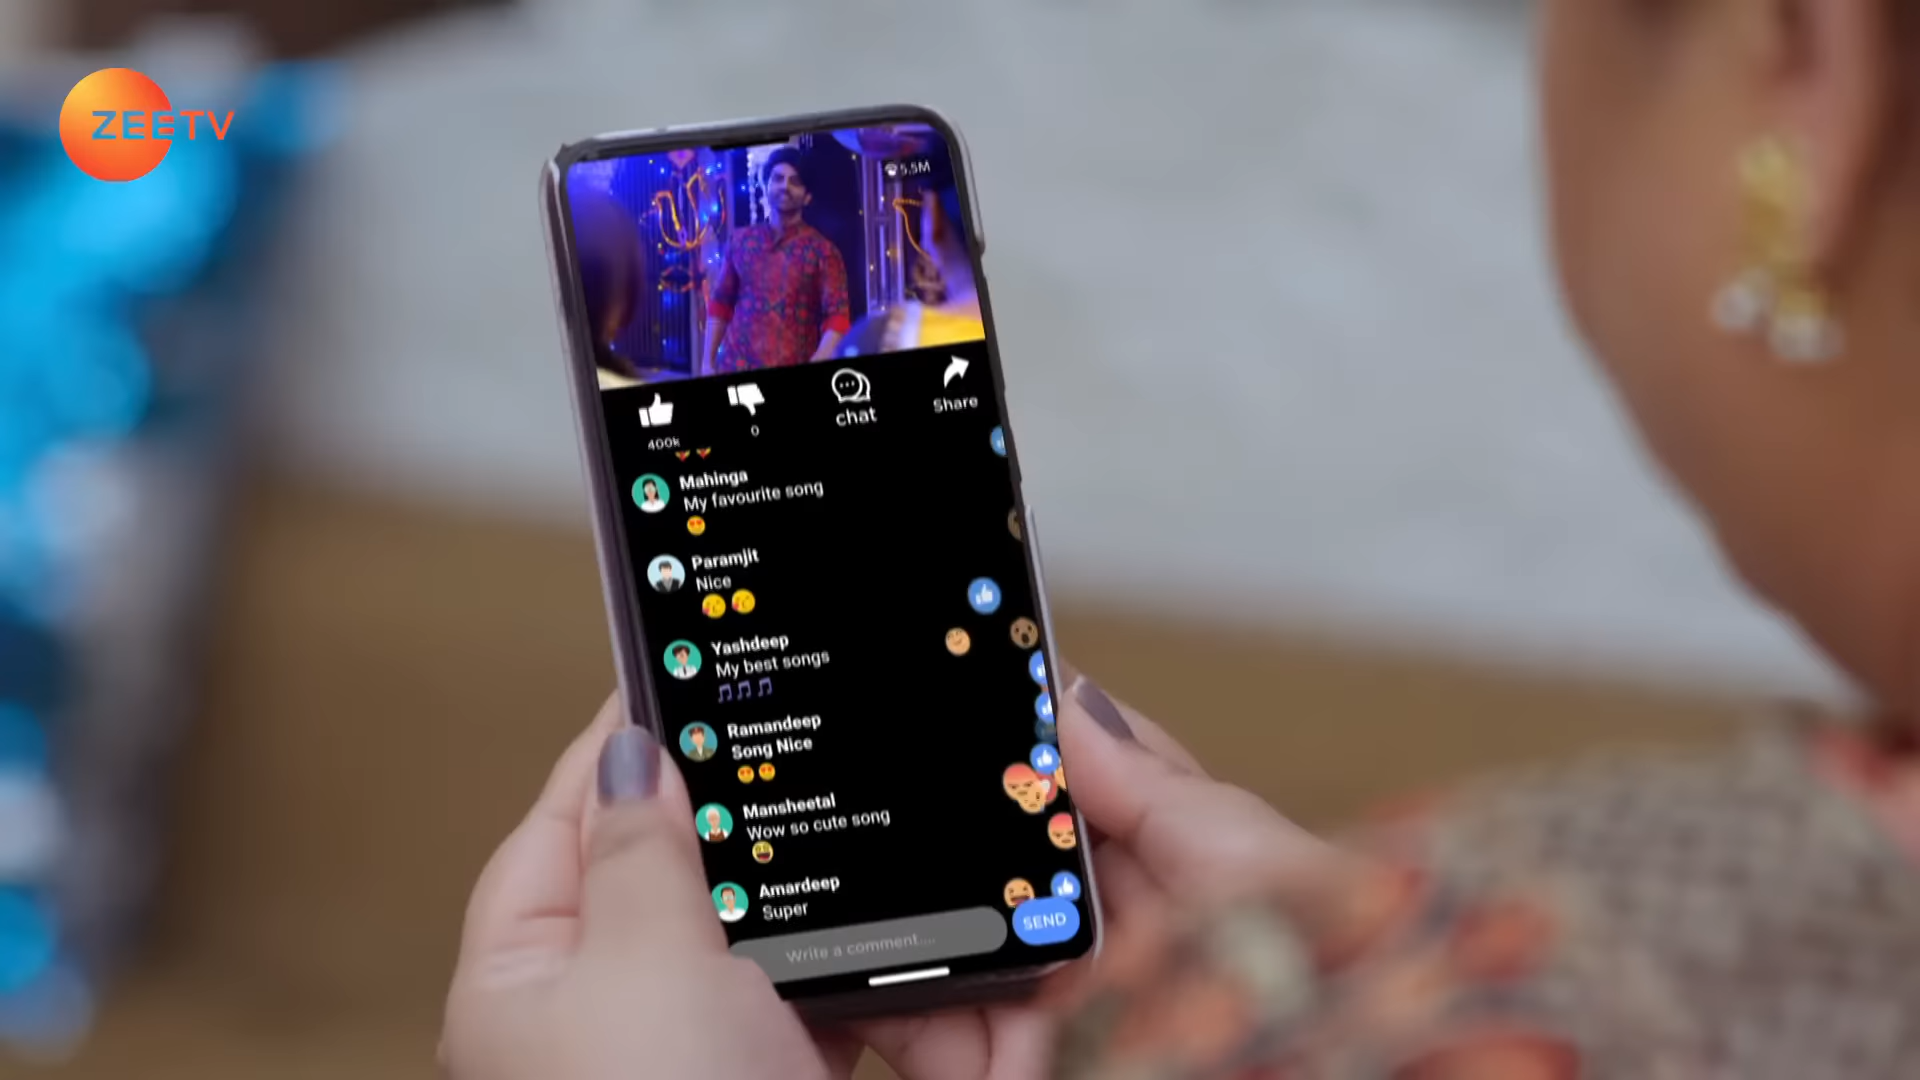 ZEETV
5.5M
400k
0
chat
Share
Mahinga
My favourite song
Paramjit
Nice
Yashdeep
My best songs
Ramandeep
Song Nice
Mansheetal
Wow so cute song
Amardeep
Super
Write a comment....
SEND